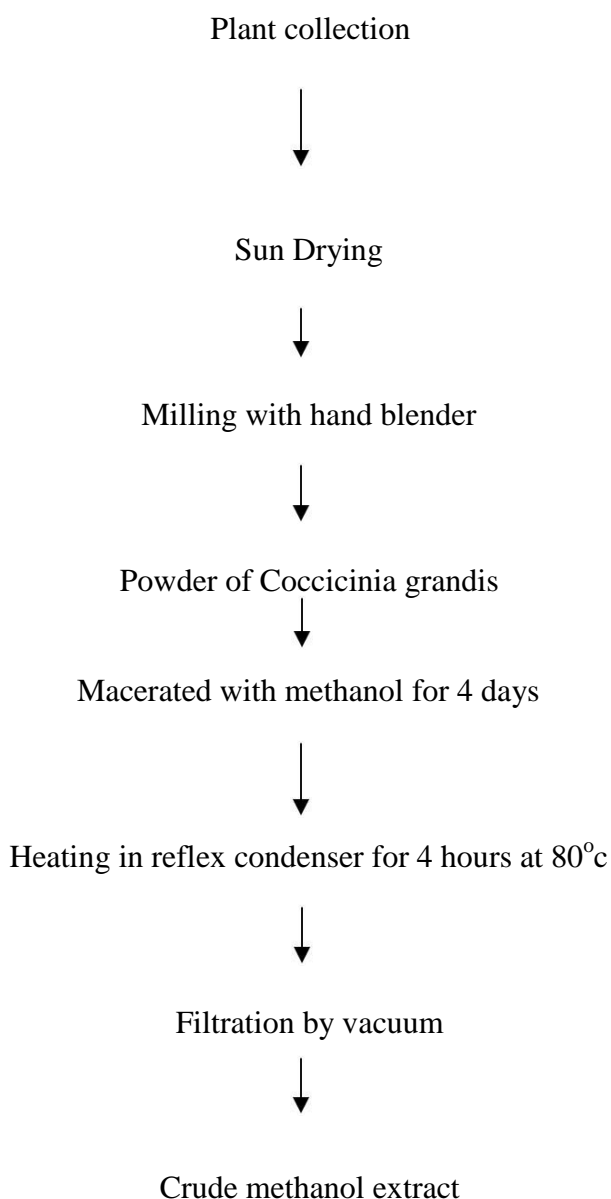 Plant collection
Sun Drying
Milling with hand blender
Powder of Coccicinia grandis
Macerated with methanol for 4 days
Heating in reflex condenser for 4 hours at 80°c
Filtration by vacuum
Crude methanol extract